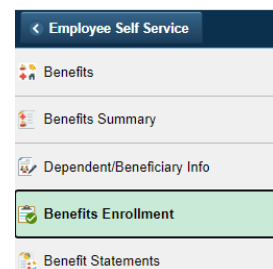 Employee Self Service
Benefits
Benefits Summary
Dependent/Beneficiary Info
Benefits Enrollment
Benefit Statements